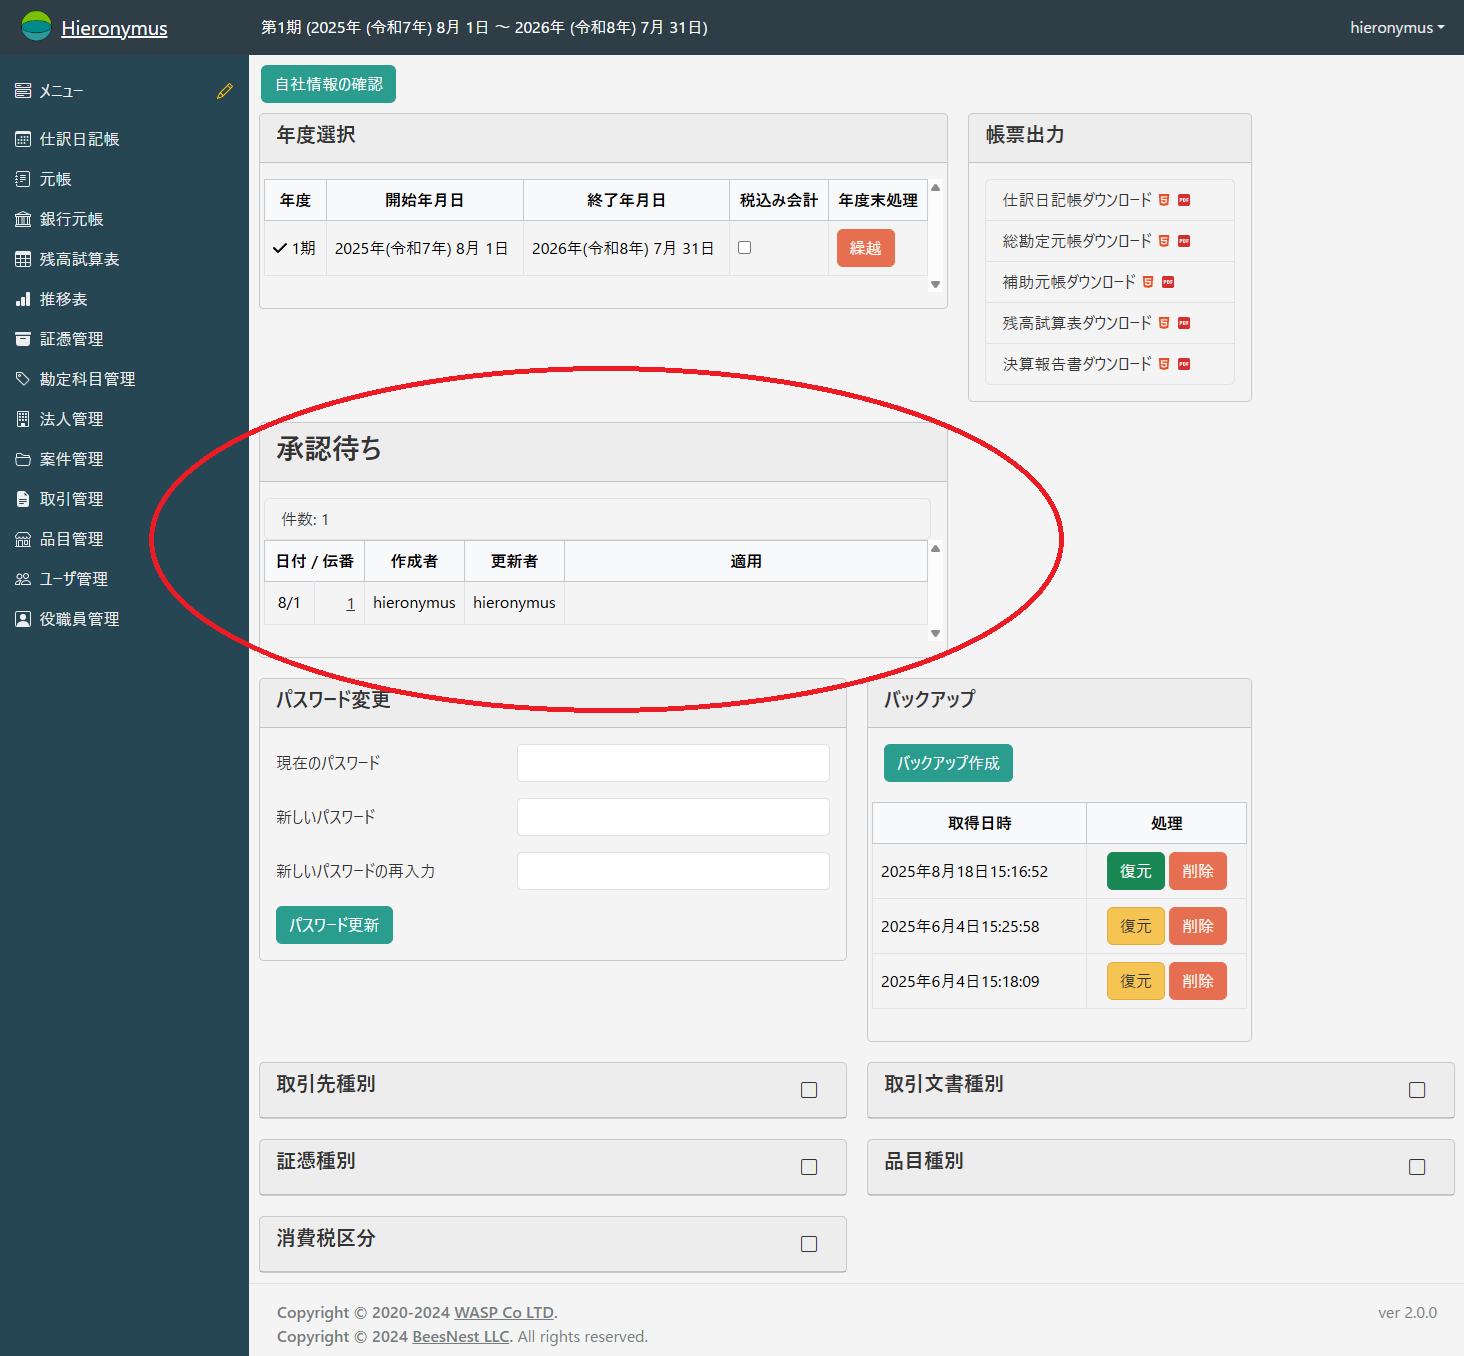 Hieronymus
第1期 (2025年 (令和7年) 8月 1日 ～ 2026年 (令和8年) 7月 31日)
hieronymus
メニュー
仕訳日記帳
元帳
銀行元帳
残高試算表
推移表
証憑管理
勘定科目管理
法人管理
案件管理
取引管理
品目管理
ユーザ管理
役職員管理
自社情報の確認
年度選択
年度 開始年月日 終了年月日 税込み会計 年度末処理
1期 2025年(令和7年) 8月 1日 2026年(令和8年) 7月 31日 繰越
帳票出力
仕訳日記帳ダウンロード PDF
総勘定元帳ダウンロード PDF
補助元帳ダウンロード PDF
残高試算表ダウンロード PDF
決算報告書ダウンロード PDF
承認待ち
件数: 1
日付 / 伝番 作成者 更新者 適用
8/1 1 hieronymus hieronymus
パスワード変更
現在のパスワード
新しいパスワード
新しいパスワードの再入力
パスワード更新
バックアップ
バックアップ作成
取得日時 処理
2025年8月18日15:16:52 復元 削除
2025年6月4日15:25:58 復元 削除
2025年6月4日15:18:09 復元 削除
取引先種別
取引文書種別
証憑種別
品目種別
消費税区分
Copyright © 2020-2024 WASP Co LTD.
Copyright © 2024 BeesNest LLC. All rights reserved.
ver 2.0.0